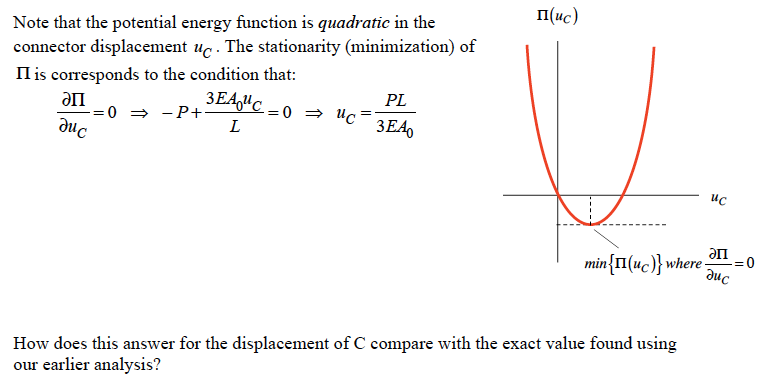 Note that the potential energy function is quadratic in the
connector displacement u_C. The stationarity (minimization) of
Π is corresponds to the condition that:
∂Π/∂u_C = 0 ⇒ −P + 3EA_0u_C/L = 0 ⇒ u_C = PL/3EA_0
Π(u_C)
u_C
min{Π(u_C)} where ∂Π/∂u_C = 0
How does this answer for the displacement of C compare with the exact value found using
our earlier analysis?